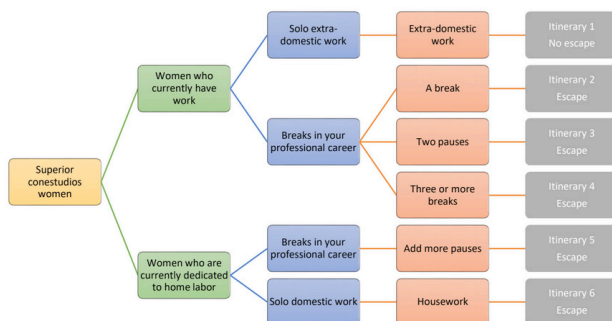 Superior
conestudios
women
Women who
currently have
work
Women who are
currently dedicated
to home labor
Solo extra-
domestic work
Breaks in your
professional career
Breaks in your
professional career
Solo domestic work
Extra-domestic
work
A break
Two pauses
Three or more
breaks
Add more pauses
Housework
Itinerary 1
No escape
Itinerary 2
Escape
Itinerary 3
Escape
Itinerary 4
Escape
Itinerary 5
Escape
Itinerary 6
Escape